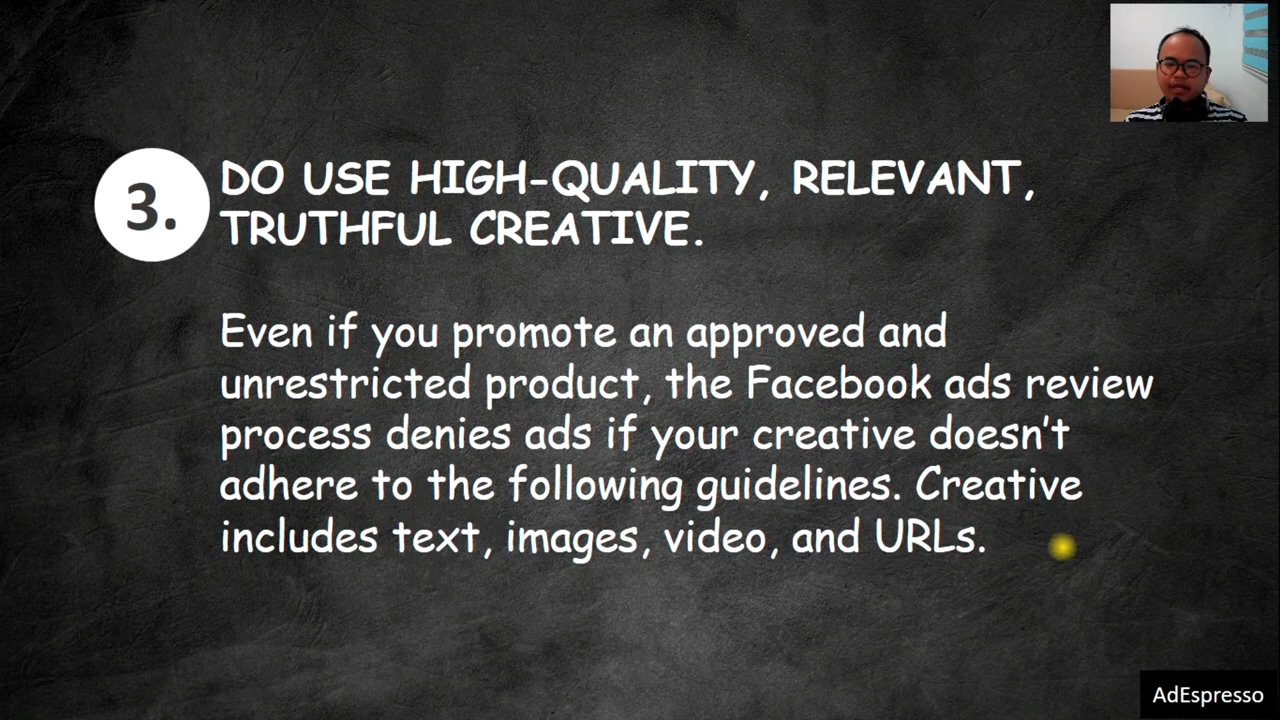 3.
DO USE HIGH-QUALITY, RELEVANT,
TRUTHFUL CREATIVE.
Even if you promote an approved and
unrestricted product, the Facebook ads review
process denies ads if your creative doesn't
adhere to the following guidelines. Creative
includes text, images, video, and URLs.
AdEspresso